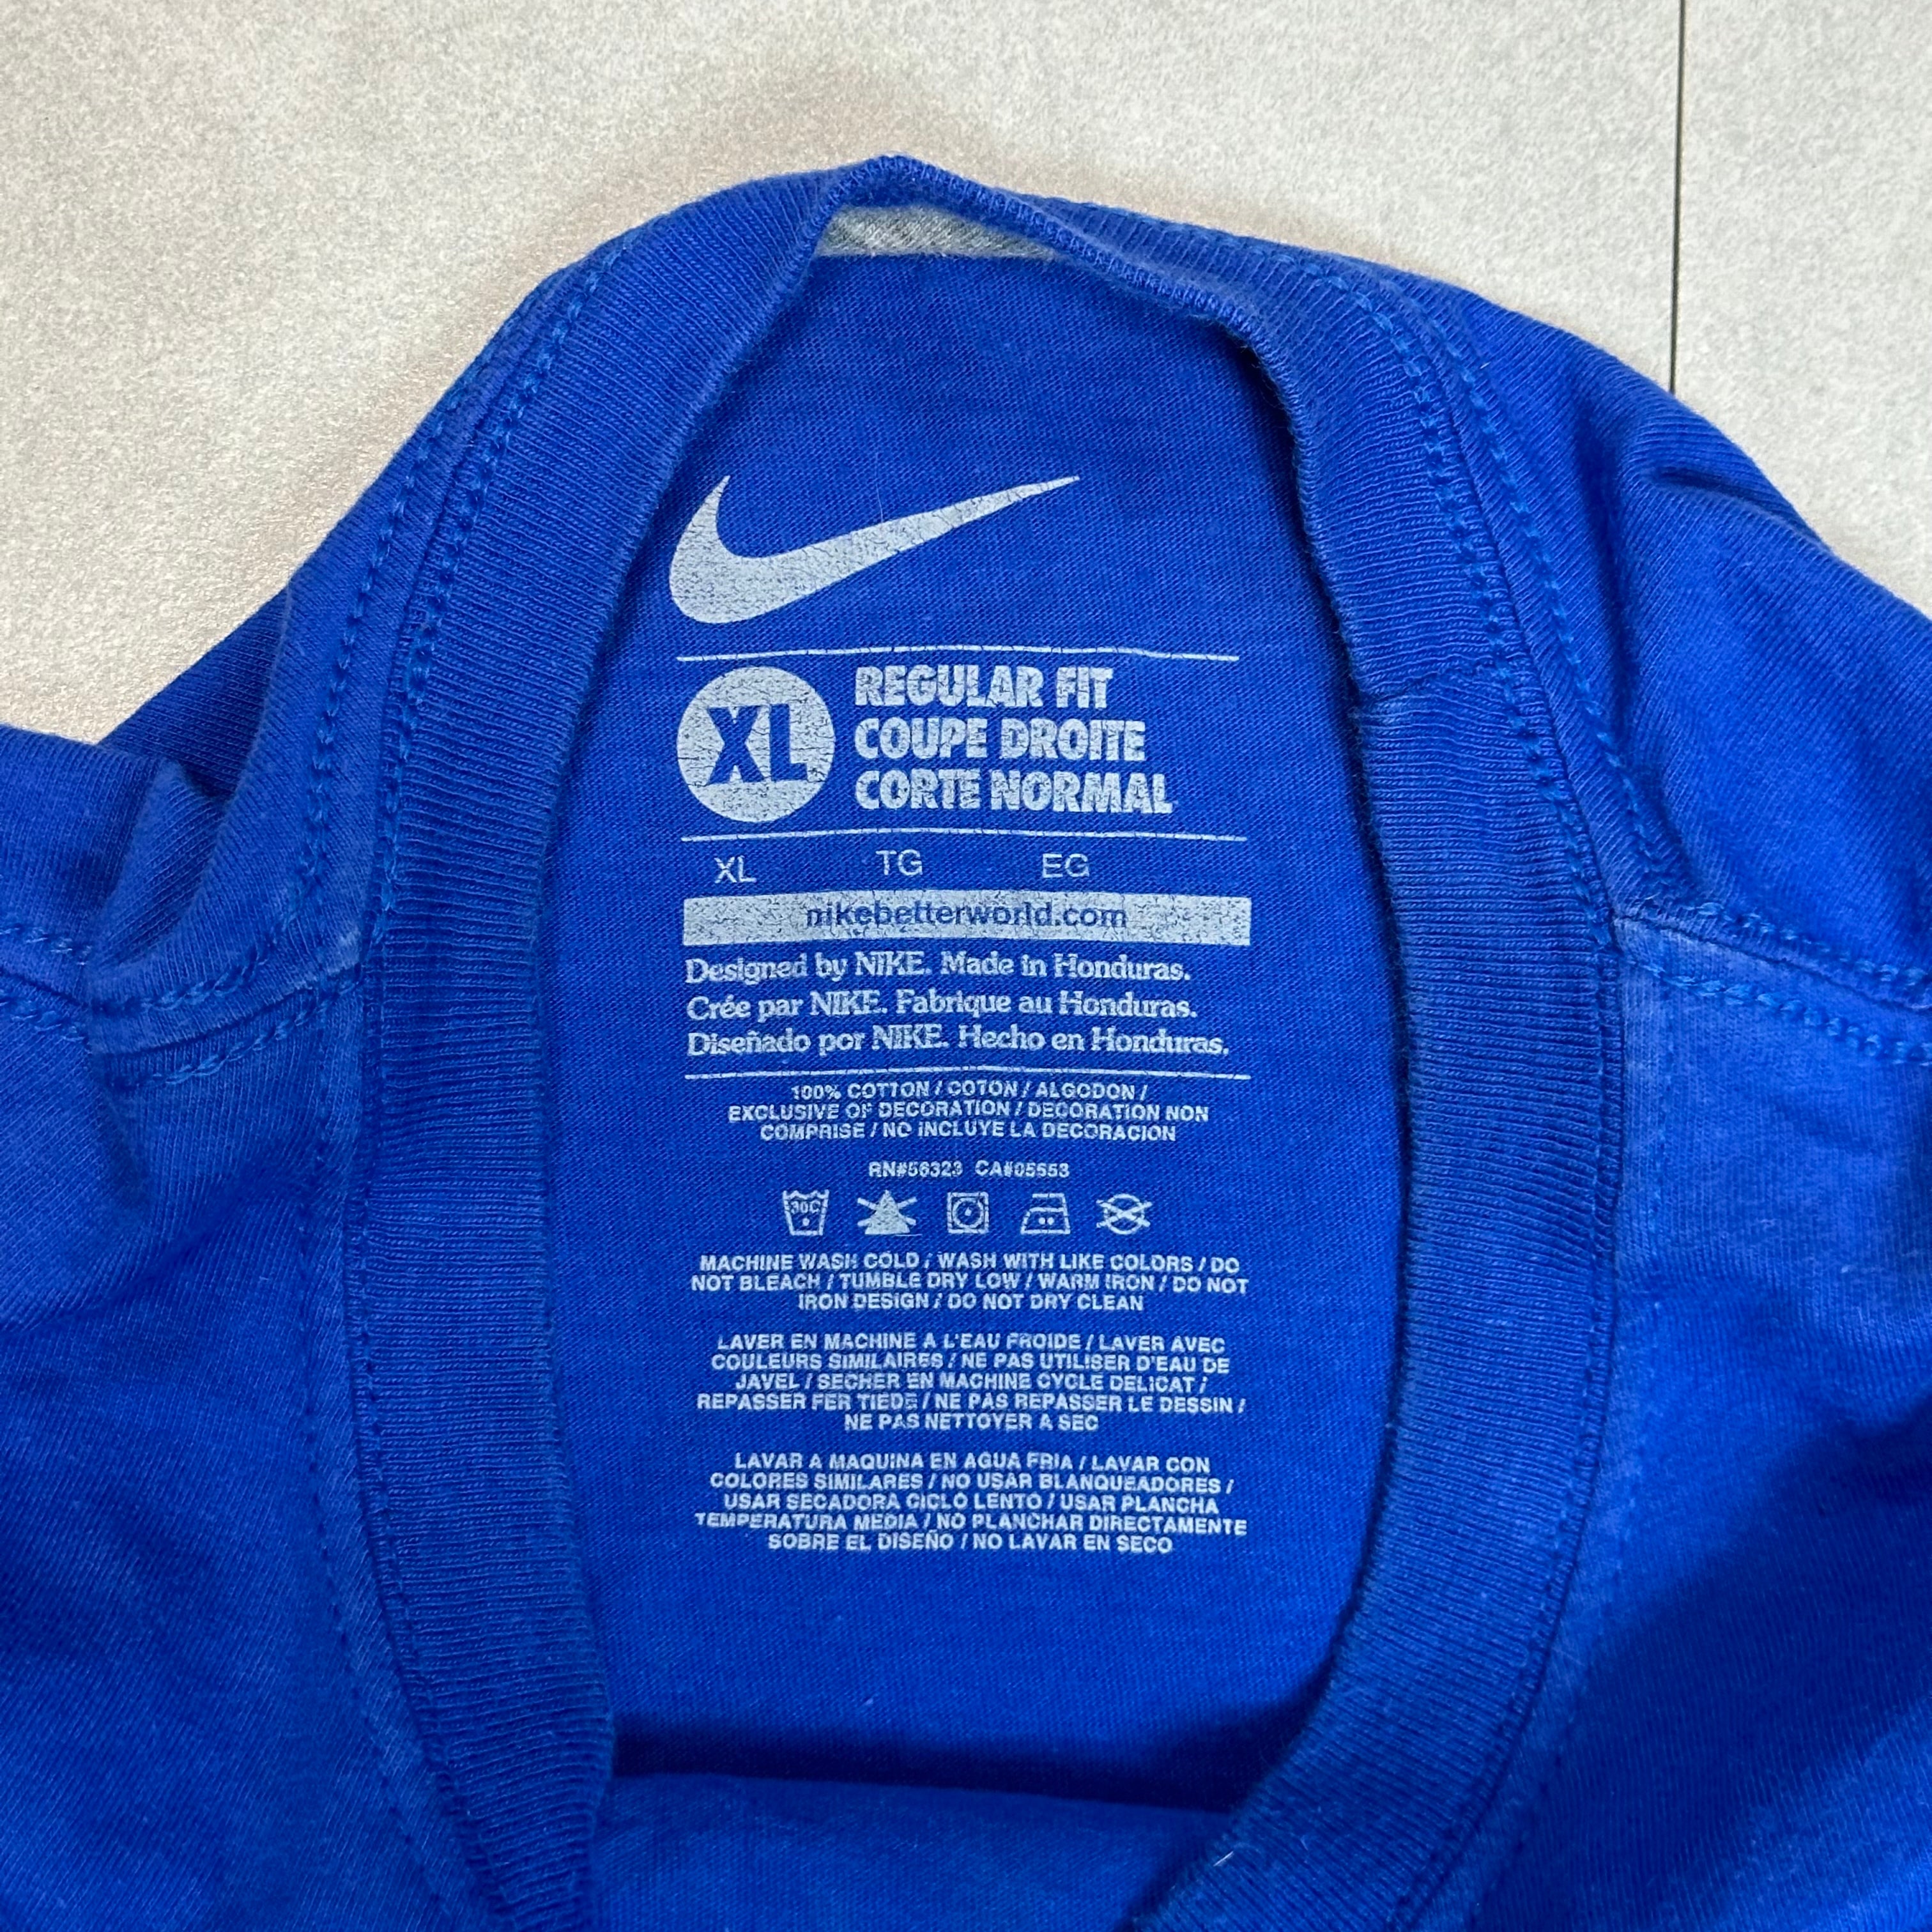 XL
REGULAR FIT
COUPE DROITE
CORTE NORMAL
XL TG EG
nikebetterworld.com
Designed by NIKE. Made in Honduras.
Crée par NIKE. Fabrique au Honduras.
Diseñado por NIKE. Hecho en Honduras.
100% COTTON / COTON / ALGODON /
EXCLUSIVE OF DECORATION / DECORATION NON
COMPRISE / NO INCLUYE LA DECORACION
RN#56323 CA#05553
30C
MACHINE WASH COLD / WASH WITH LIKE COLORS / DO
NOT BLEACH / TUMBLE DRY LOW / WARM IRON / DO NOT
IRON DESIGN / DO NOT DRY CLEAN
LAVER EN MACHINE A L'EAU FROIDE / LAVER AVEC
COULEURS SIMILAIRES / NE PAS UTILISER D'EAU DE
JAVEL / SECHER EN MACHINE CYCLE DELICAT /
REPASSER FER TIEDE / NE PAS REPASSER LE DESSIN /
NE PAS NETTOYER A SEC
LAVAR A MAQUINA EN AGUA FRIA / LAVAR CON
COLORES SIMILARES / NO USAR BLANQUEADORES /
USAR SECADORA CICLO LENTO / USAR PLANCHA
TEMPERATURA MEDIA / NO PLANCHAR DIRECTAMENTE
SOBRE EL DISEÑO / NO LAVAR EN SECO